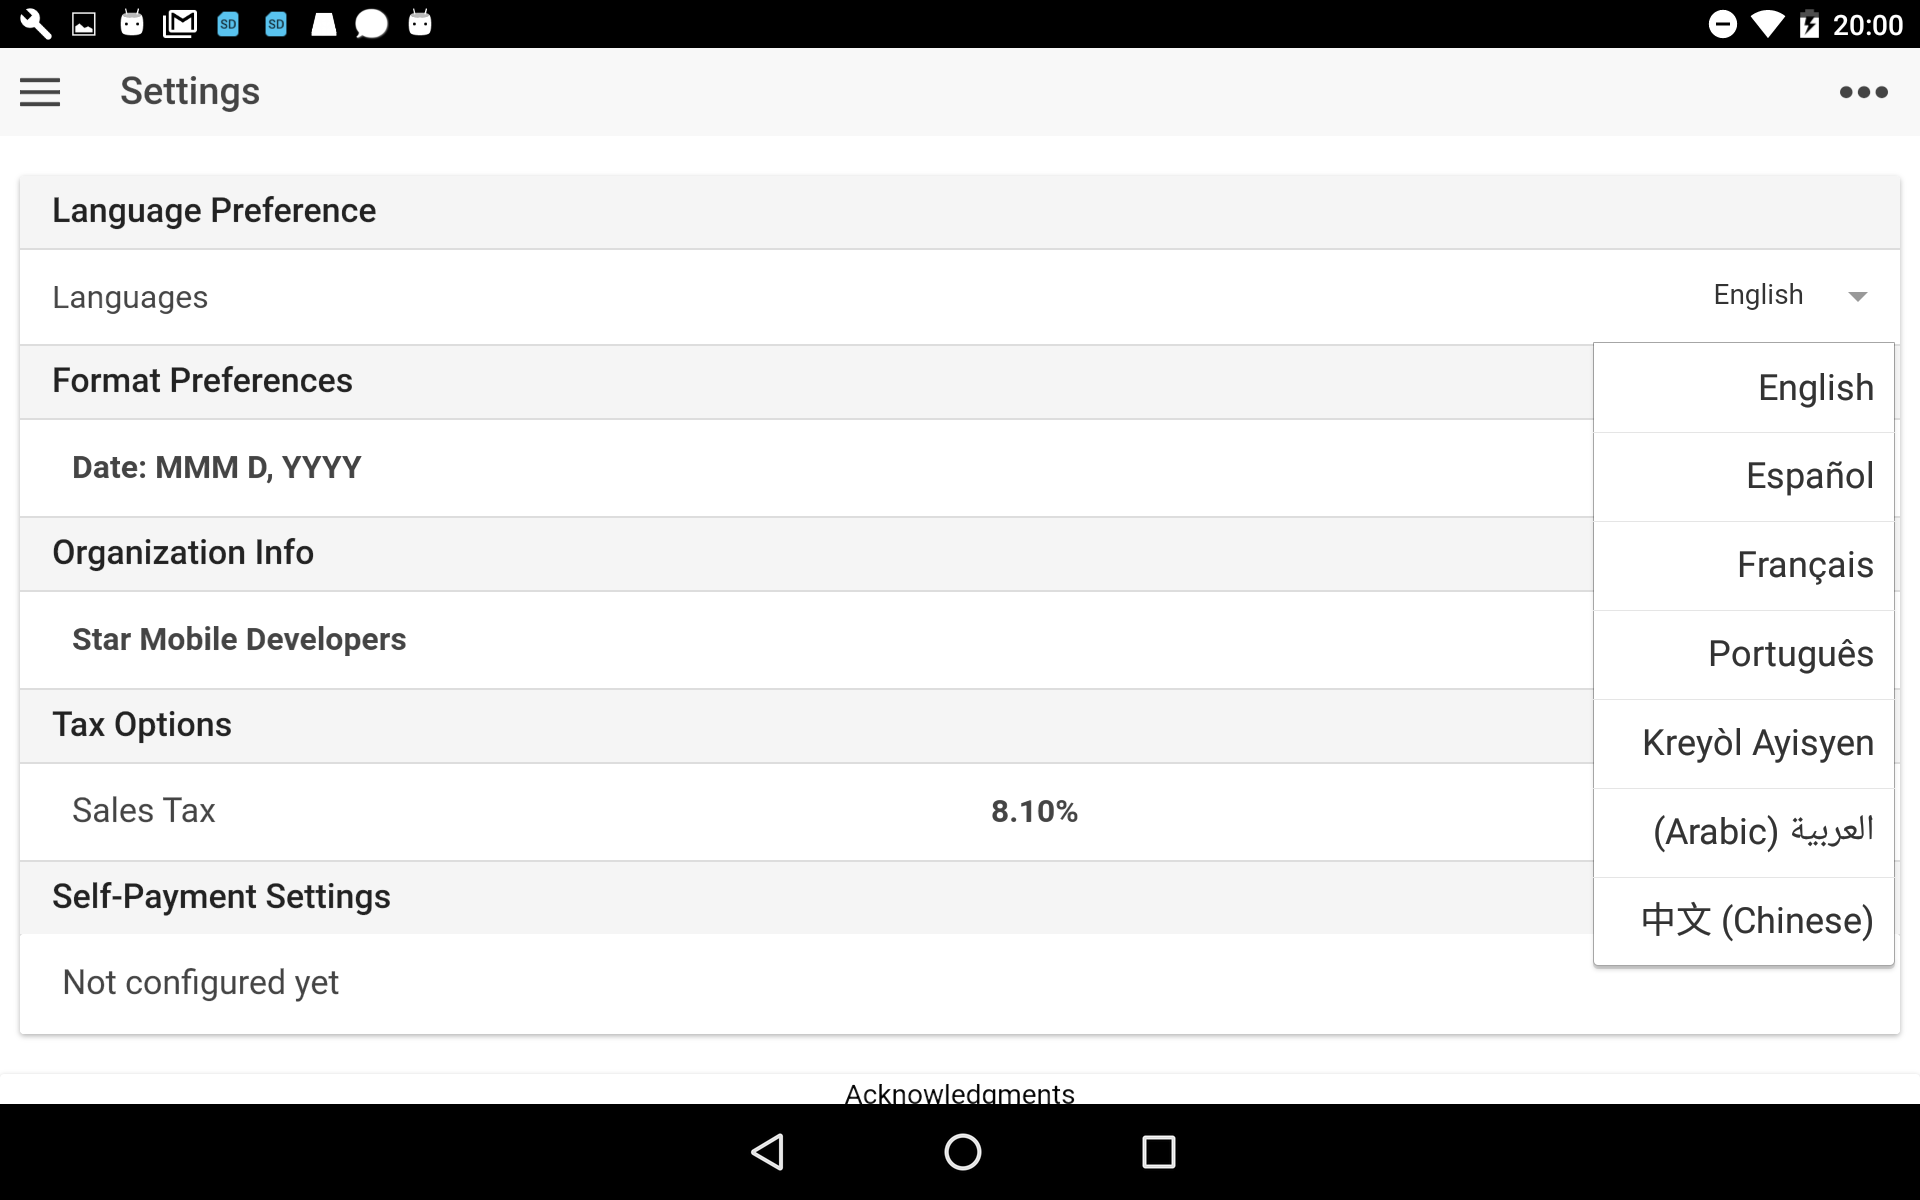 SD SD 20:00
Settings
Language Preference
Languages English
Format Preferences
English
Date: MMM D, YYYY
Español
Organization Info
Français
Star Mobile Developers
Português
Tax Options
Kreyòl Ayisyen
Sales Tax 8.10%
العربية (Arabic)
Self-Payment Settings
中文 (Chinese)
Not configured yet
Acknowledgments